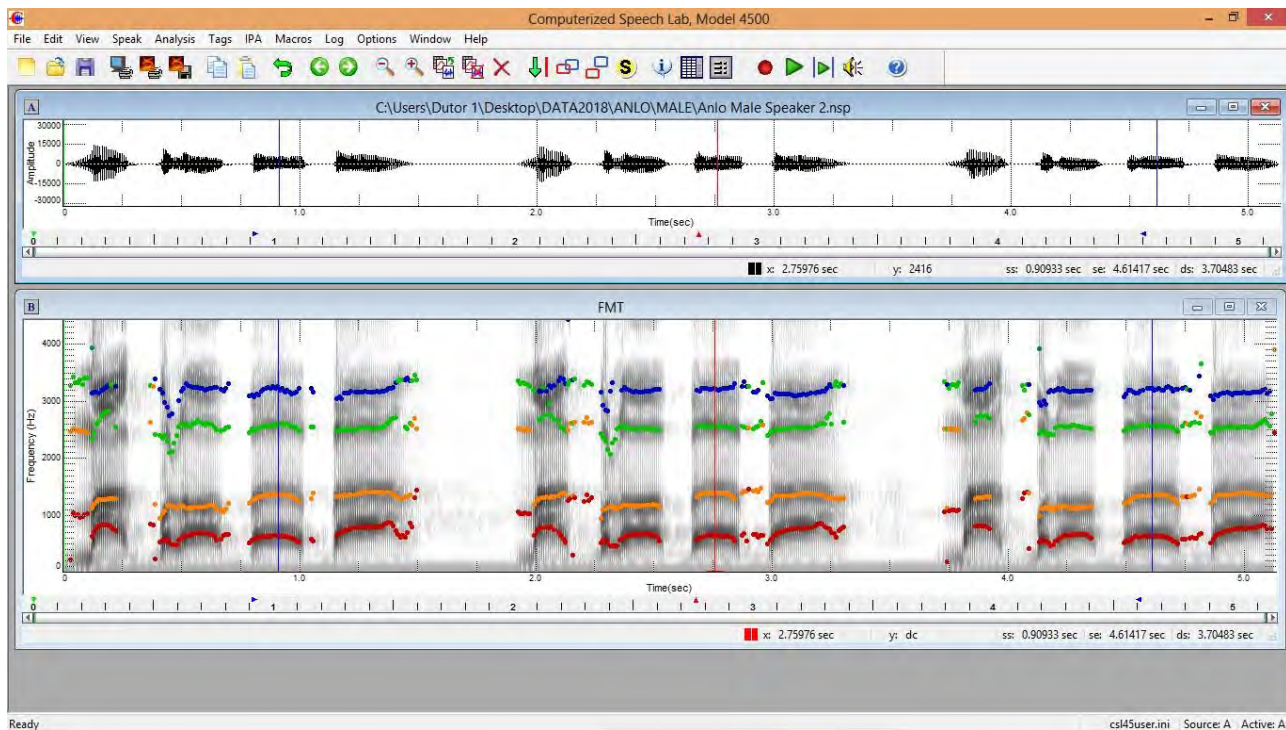 Computerized Speech Lab, Model 4500
File Edit View Speak Analysis Tags IPA Macros Log Options Window Help
A C:\Users\Dutor 1\Desktop\DATA2018\ANLO\MALE\Anlo Male Speaker 2.nsp
Amplitude
30000
15000
0
-15000
-30000
0 1.0 2.0 3.0 4.0 5.0
Time(sec)
0 1 2 3 4 5
x: 2.75976 sec y: 2416 ss: 0.90933 sec se: 4.61417 sec ds: 3.70483 sec
B FMT
Frequency (Hz)
4000
3000
2000
1000
0
0 1.0 2.0 3.0 4.0 5.0
Time(sec)
0 1 2 3 4 5
x: 2.75976 sec y: dc ss: 0.90933 sec se: 4.61417 sec ds: 3.70483 sec
Ready csl45user.ini Source: A Active: A